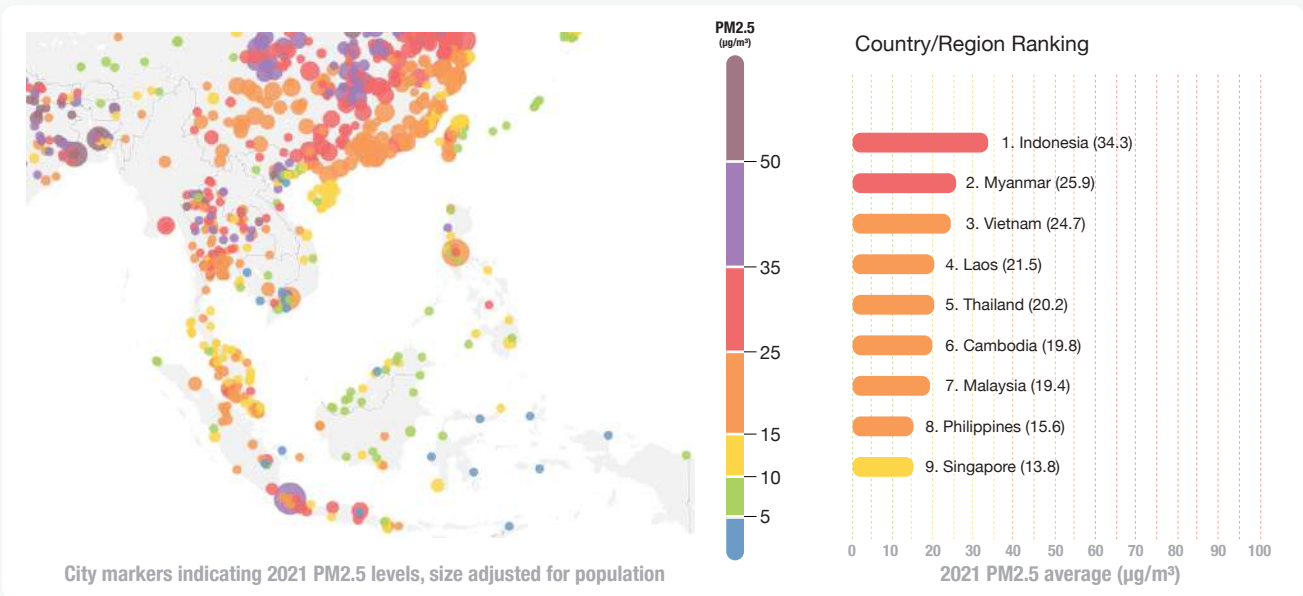 PM2.5
(µg/m³)
50
35
25
15
10
5
City markers indicating 2021 PM2.5 levels, size adjusted for population
Country/Region Ranking
1. Indonesia (34.3)
2. Myanmar (25.9)
3. Vietnam (24.7)
4. Laos (21.5)
5. Thailand (20.2)
6. Cambodia (19.8)
7. Malaysia (19.4)
8. Philippines (15.6)
9. Singapore (13.8)
0 10 20 30 40 50 60 70 80 90 100
2021 PM2.5 average (µg/m³)